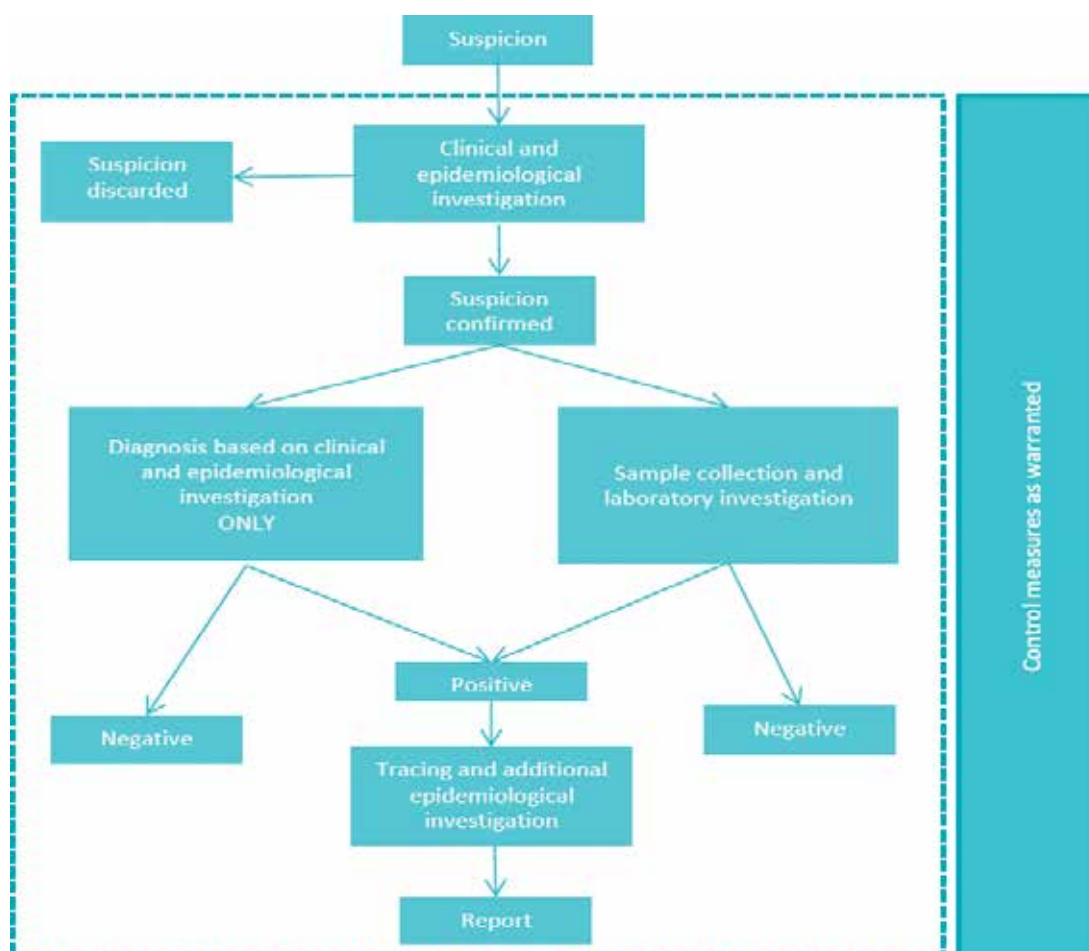 Suspicion
Clinical and
epidemiological
investigation
Suspicion
discarded
Suspicion
confirmed
Diagnosis based on clinical
and epidemiological
investigation
ONLY
Sample collection and
laboratory investigation
Positive
Negative
Negative
Tracing and additional
epidemiological
investigation
Report
Control measures as warranted